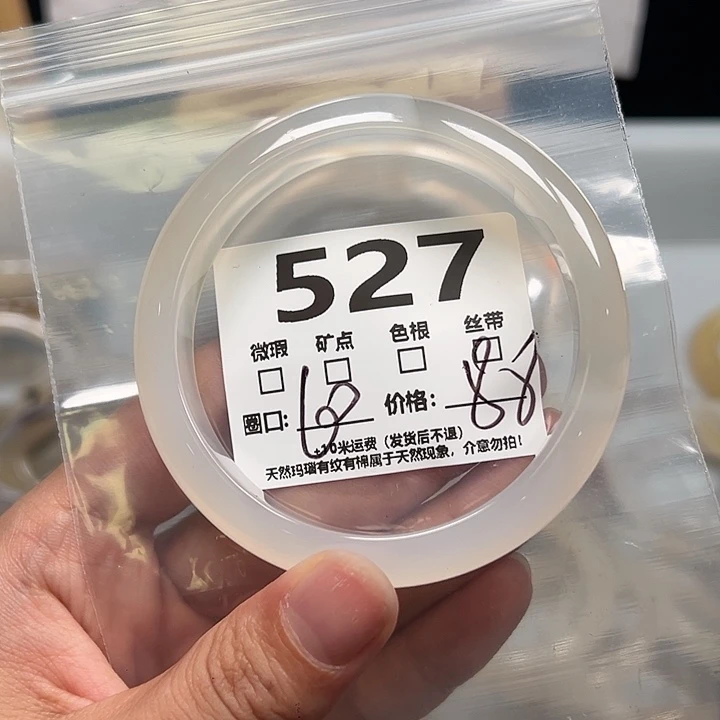 527
微瑕 矿点 色根 丝带
圈口: 价格: 88
+10米运费（发货后不退）
天然玛瑙有纹有棉属于天然现象，介意勿拍！